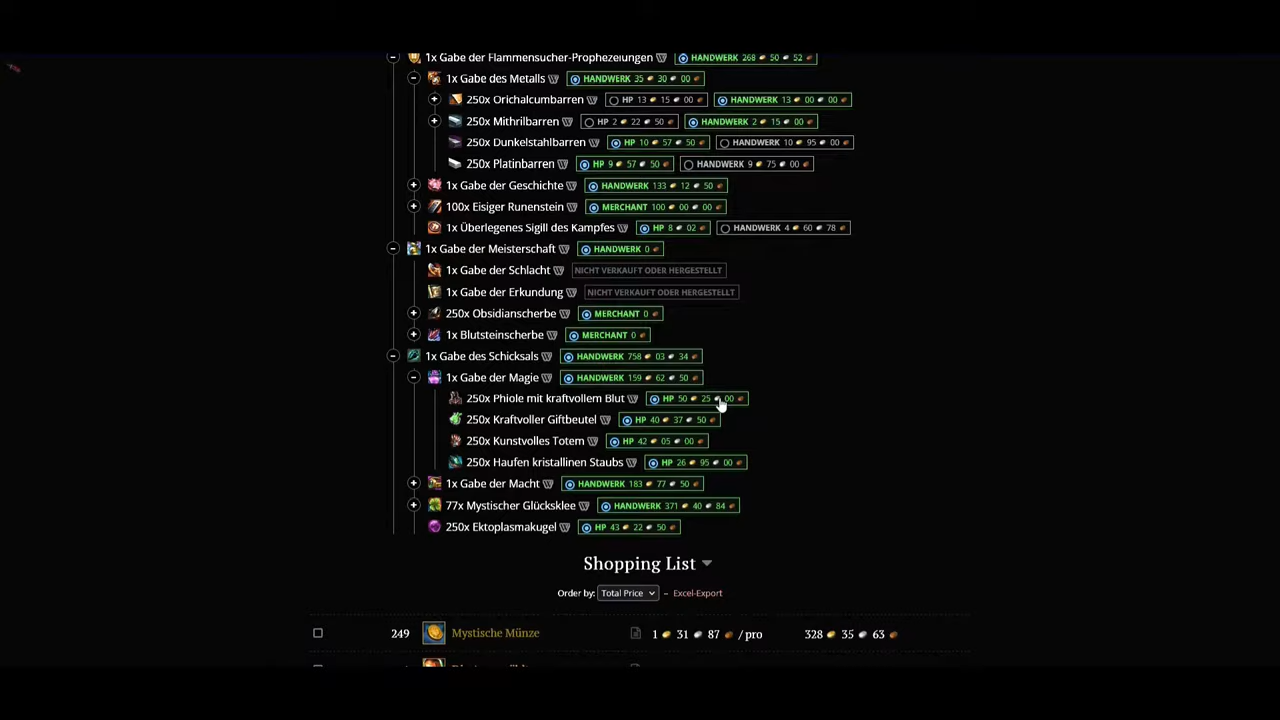 1x Gabe der Flammensucher-Prophezeiungen HANDWERK 268 50 52
1x Gabe des Metalls HANDWERK 35 30 00
250x Orichalcumbarren HP 13 15 00 HANDWERK 13 00 00
250x Mithrilbarren HP 2 22 50 HANDWERK 2 15 00
250x Dunkelstahlbarren HP 10 57 50 HANDWERK 10 95 00
250x Platinbarren HP 9 57 50 HANDWERK 9 75 00
1x Gabe der Geschichte HANDWERK 133 12 50
100x Eisiger Runenstein MERCHANT 100 00 00
1x Überlegenes Sigill des Kampfes HP 8 02 HANDWERK 4 60 78
1x Gabe der Meisterschaft HANDWERK 0
1x Gabe der Schlacht NICHT VERKAUFT ODER HERGESTELLT
1x Gabe der Erkundung NICHT VERKAUFT ODER HERGESTELLT
250x Obsidianscherbe MERCHANT 0
1x Blutsteinscherbe MERCHANT 0
1x Gabe des Schicksals HANDWERK 758 03 34
1x Gabe der Magie HANDWERK 159 62 50
250x Phiole mit kraftvollem Blut HP 50 25 00
250x Kraftvoller Giftbeutel HP 40 37 50
250x Kunstvolles Totem HP 42 05 00
250x Haufen kristallinen Staubs HP 26 95 00
1x Gabe der Macht HANDWERK 183 77 50
77x Mystischer Glücksklee HANDWERK 371 40 84
250x Ektoplasmakugel HP 43 22 50
Shopping List
Order by: Total Price – Excel-Export
249 Mystische Münze 1 31 87 /pro 328 35 63